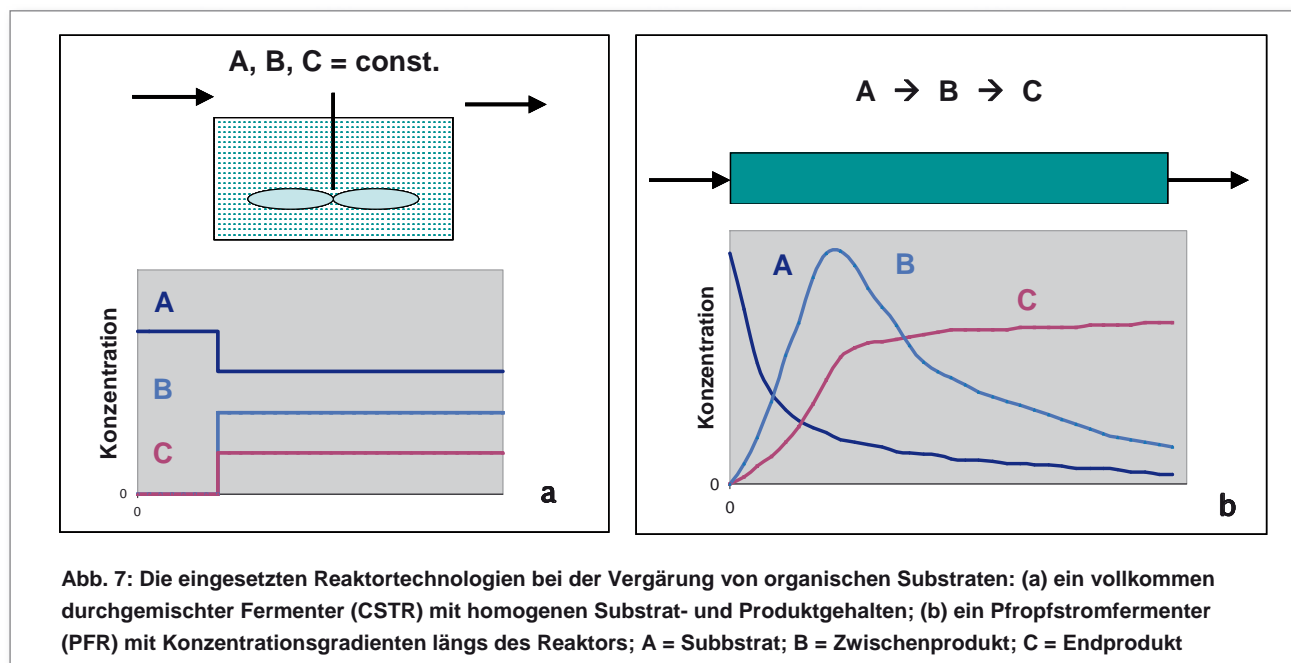 A, B, C = const.
A
B
C
Konzentration
0
0
a
A → B → C
A
B
C
Konzentration
0
0
b
Abb. 7: Die eingesetzten Reaktortechnologien bei der Vergärung von organischen Substraten: (a) ein vollkommen
durchgemischter Fermenter (CSTR) mit homogenen Substrat- und Produktgehalten; (b) ein Pfropfstromfermenter
(PFR) mit Konzentrationsgradienten längs des Reaktors; A = Subbstrat; B = Zwischenprodukt; C = Endprodukt